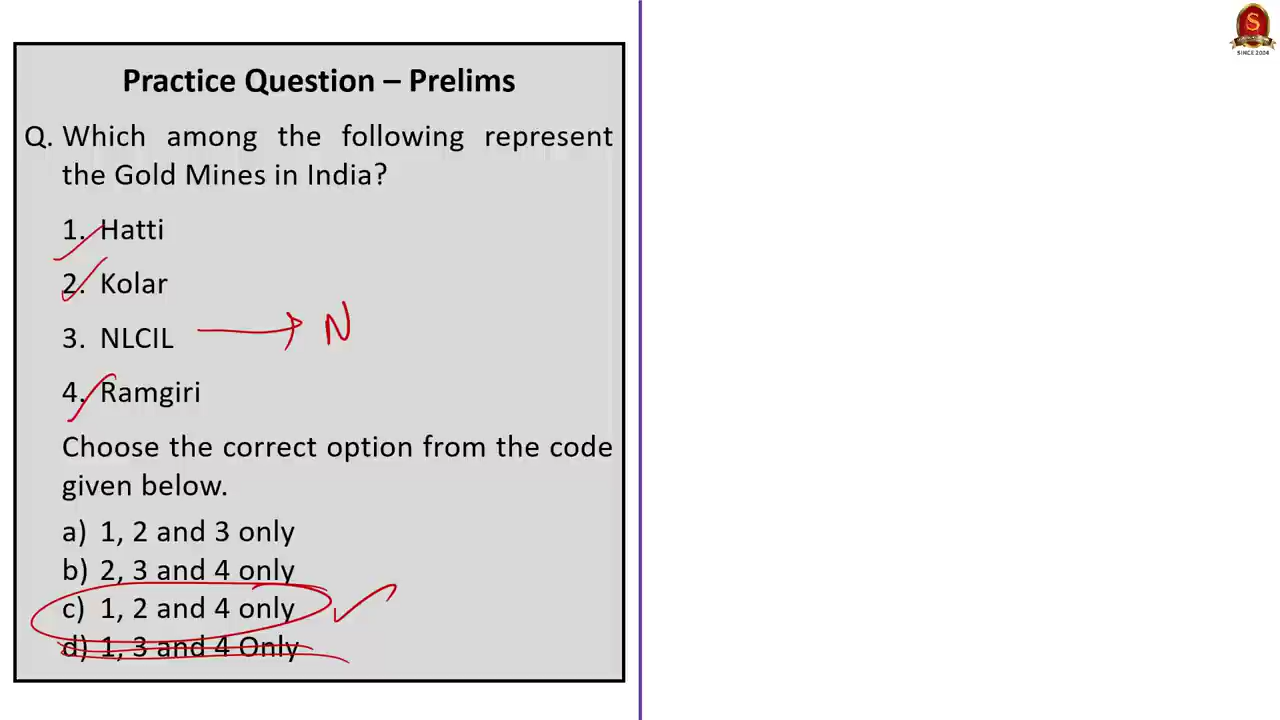 Practice Question – Prelims
Q. Which among the following represent
the Gold Mines in India?
1. Hatti
2. Kolar
3. NLCIL → N
4. Ramgiri
Choose the correct option from the code
given below.
a) 1, 2 and 3 only
b) 2, 3 and 4 only
c) 1, 2 and 4 only
d) 1, 3 and 4 Only
S
SINCE 2004